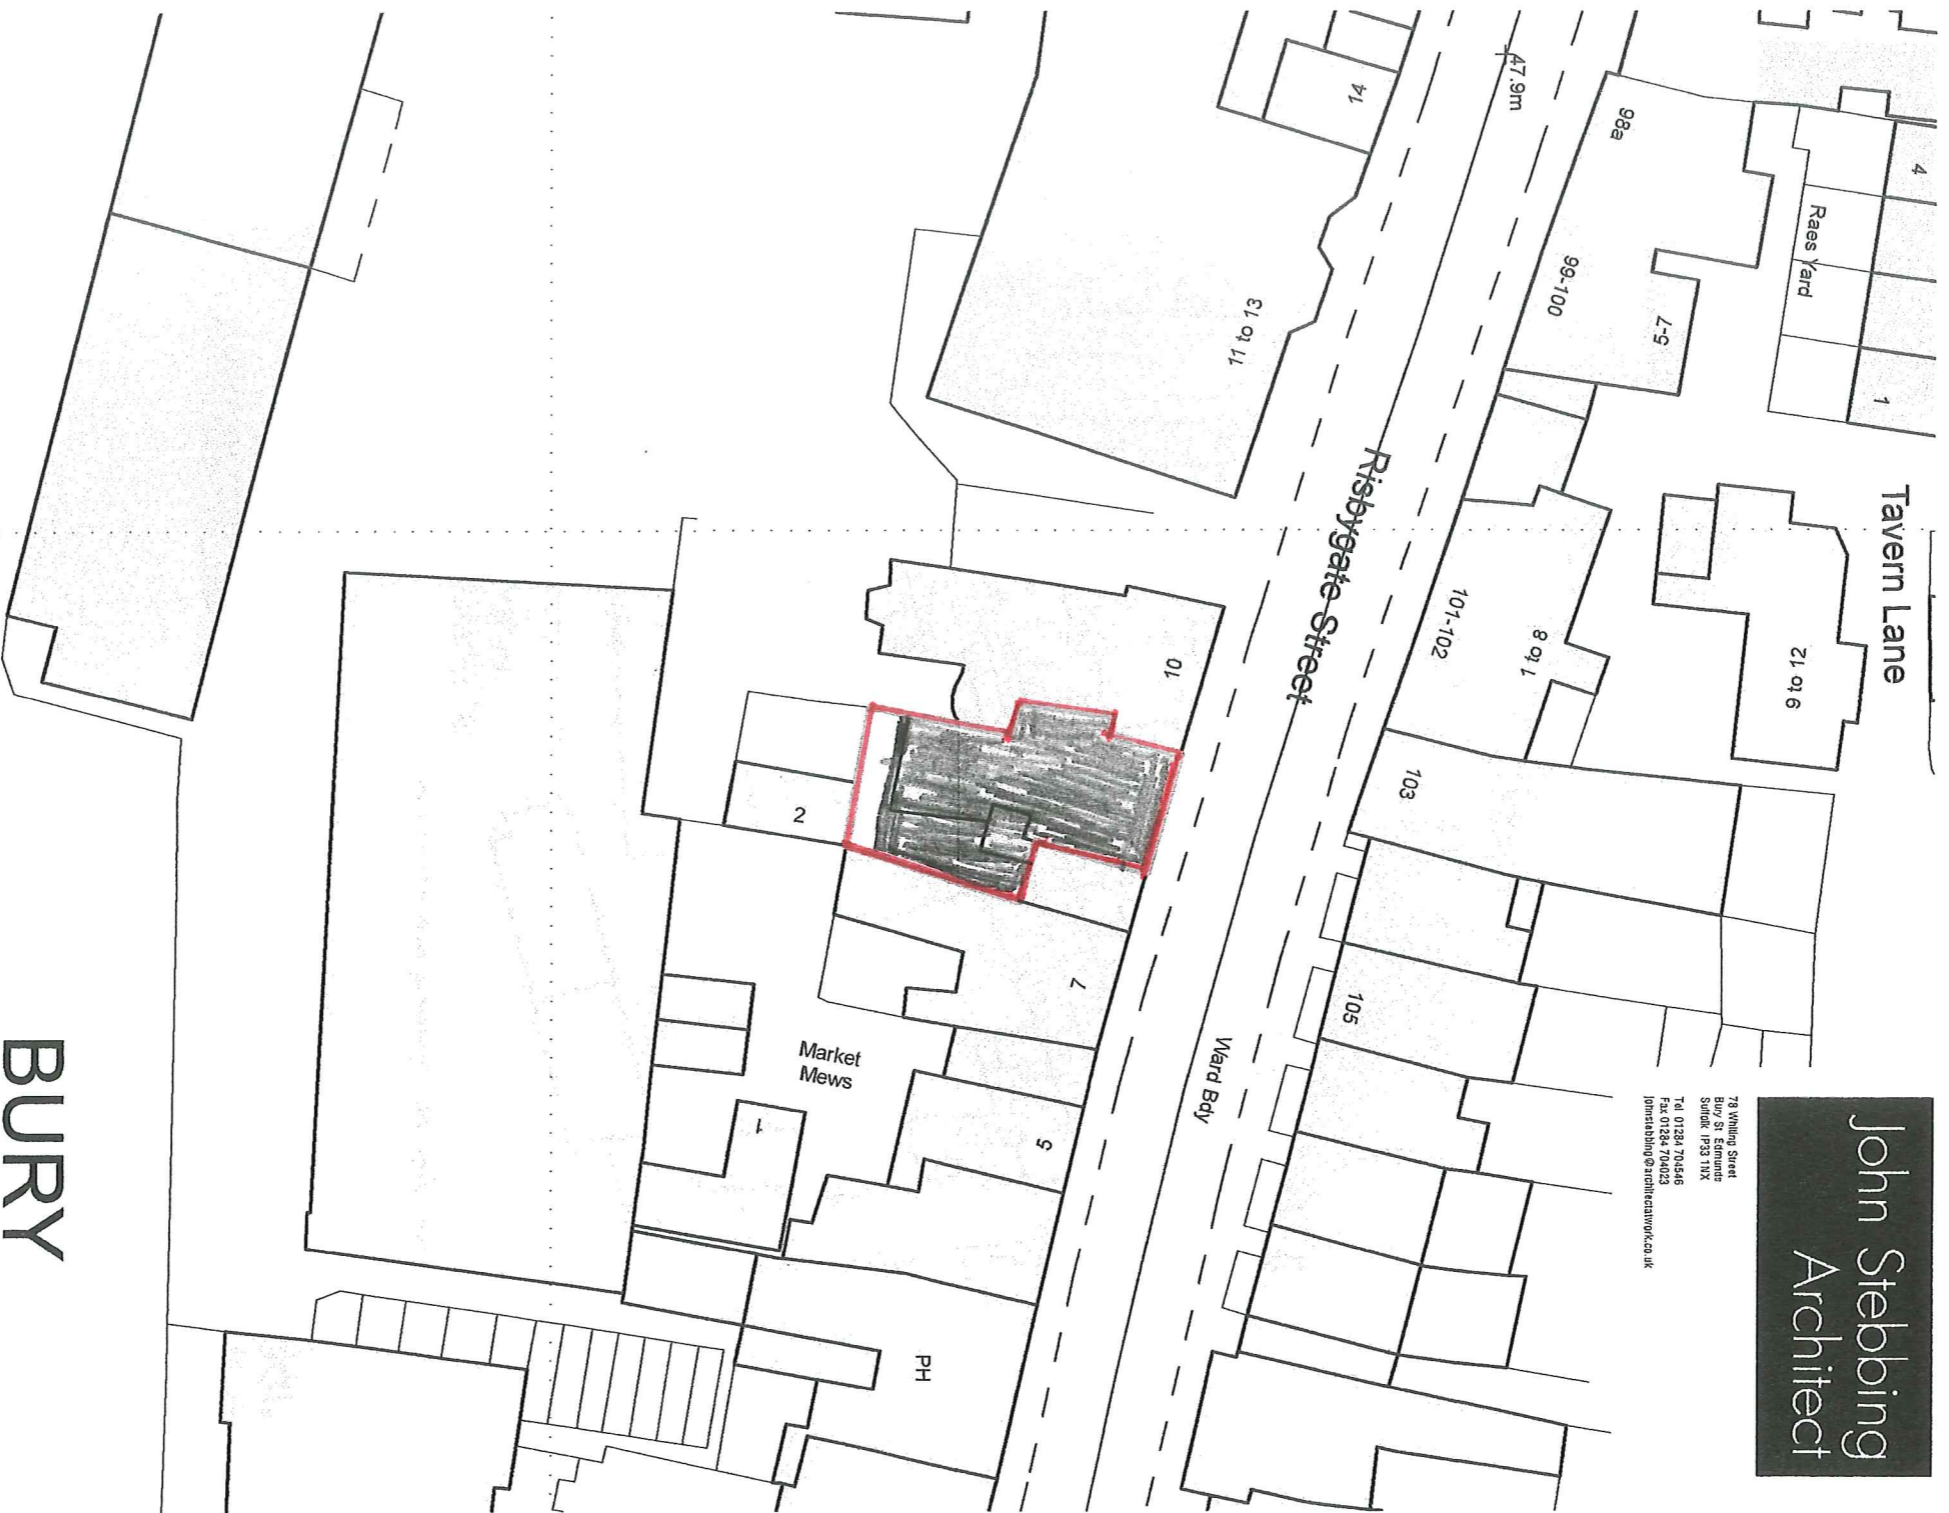 John Stebbing
Architect
78 Whiting Street
Bury St Edmunds
Suffolk IP33 1NX
Tel 01284 704546
Fax 01284 704023
johnstebbing@architectatwork.co.uk
Tavern Lane
4
1
Raes Yard
98a
99-100
5-7
47.9m
14
11 to 13
Risbygate Street
101-102
1 to 8
9 to 12
10
103
105
2
7
Market
Mews
1
5
Ward Bdy
PH
BURY